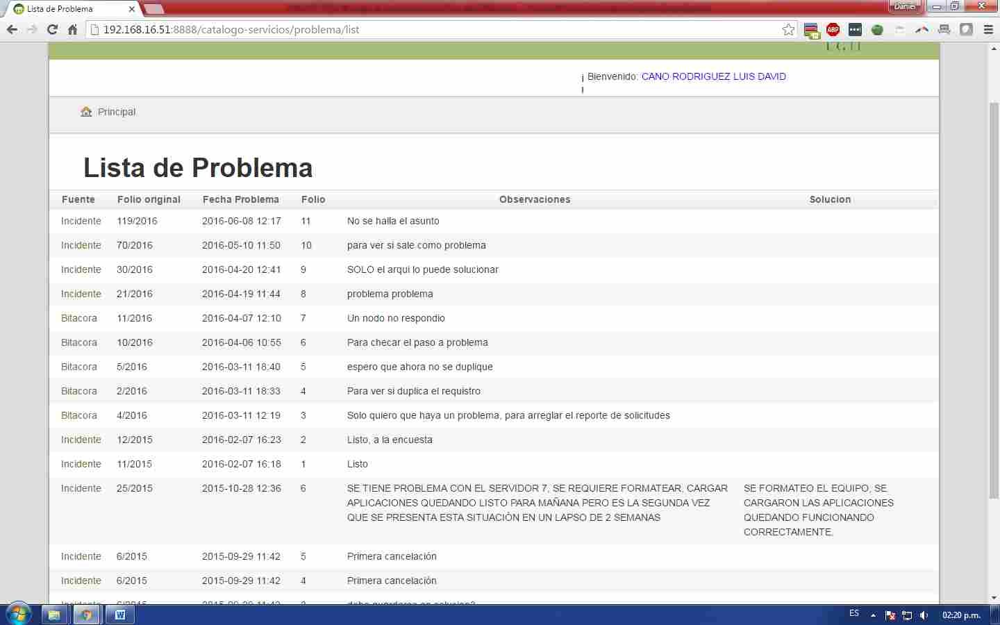 Lista de Problema
Daniel
192.168.16.51:8888/catalogo-servicios/problema/list
ABP
Bienvenido: CANO RODRIGUEZ LUIS DAVID
Principal
Lista de Problema
Fuente Folio original Fecha Problema Folio Observaciones Solucion
Incidente 119/2016 2016-06-08 12:17 11 No se halla el asunto
Incidente 70/2016 2016-05-10 11:50 10 para ver si sale como problema
Incidente 30/2016 2016-04-20 12:41 9 SOLO el arqui lo puede solucionar
Incidente 21/2016 2016-04-19 11:44 8 problema problema
Bitacora 11/2016 2016-04-07 12:10 7 Un nodo no respondio
Bitacora 10/2016 2016-04-06 10:55 6 Para checar el paso a problema
Bitacora 5/2016 2016-03-11 18:40 5 espero que ahora no se duplique
Bitacora 2/2016 2016-03-11 18:33 4 Para ver si duplica el requistro
Bitacora 4/2016 2016-03-11 12:19 3 Solo quiero que haya un problema, para arreglar el reporte de solicitudes
Incidente 12/2015 2016-02-07 16:23 2 Listo, a la encuesta
Incidente 11/2015 2016-02-07 16:18 1 Listo
Incidente 25/2015 2015-10-28 12:36 6 SE TIENE PROBLEMA CON EL SERVIDOR 7, SE REQUIERE FORMATEAR, CARGAR SE FORMATEO EL EQUIPO, SE
APLICACIONES QUEDANDO LISTO PARA MAÑANA PERO ES LA SEGUNDA VEZ CARGARON LAS APLICACIONES
QUE SE PRESENTA ESTA SITUACIÓN EN UN LAPSO DE 2 SEMANAS QUEDANDO FUNCIONANDO
CORRECTAMENTE.
Incidente 6/2015 2015-09-29 11:42 5 Primera cancelación
Incidente 6/2015 2015-09-29 11:42 4 Primera cancelación
ES
02:20 p.m.